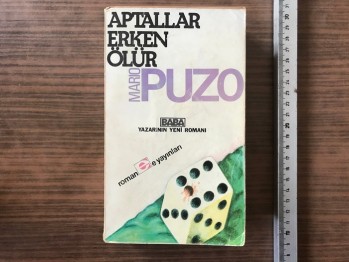 APTALLAR
ERKEN
ÖLÜR
MARIO
PUZO
BABA
YAZARININ YENİ ROMANI
roman e yayınları